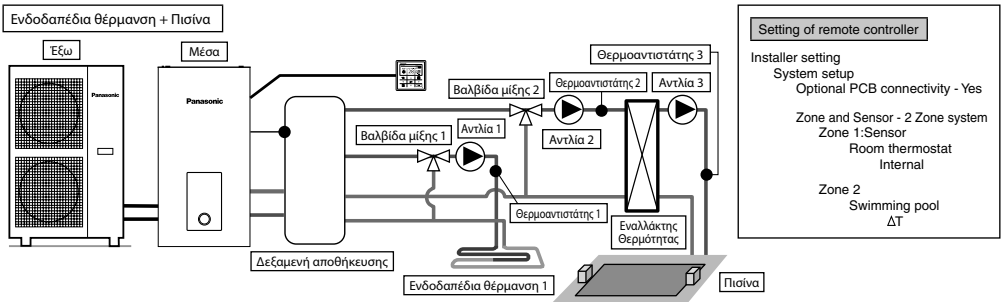 Ενδοδαπέδια θέρμανση + Πισίνα
Έξω
Μέσα
Panasonic
Panasonic
Βαλβίδα μίξης 2
Θερμοαντιστάτης 3
Θερμοαντιστάτης 2
Αντλία 3
Βαλβίδα μίξης 1
Αντλία 1
Αντλία 2
Θερμοαντιστάτης 1
Εναλλάκτης
Θερμότητας
Δεξαμενή αποθήκευσης
Ενδοδαπέδια θέρμανση 1
Πισίνα
Setting of remote controller
Installer setting
System setup
Optional PCB connectivity - Yes
Zone and Sensor - 2 Zone system
Zone 1:Sensor
Room thermostat
Internal
Zone 2
Swimming pool
ΔT